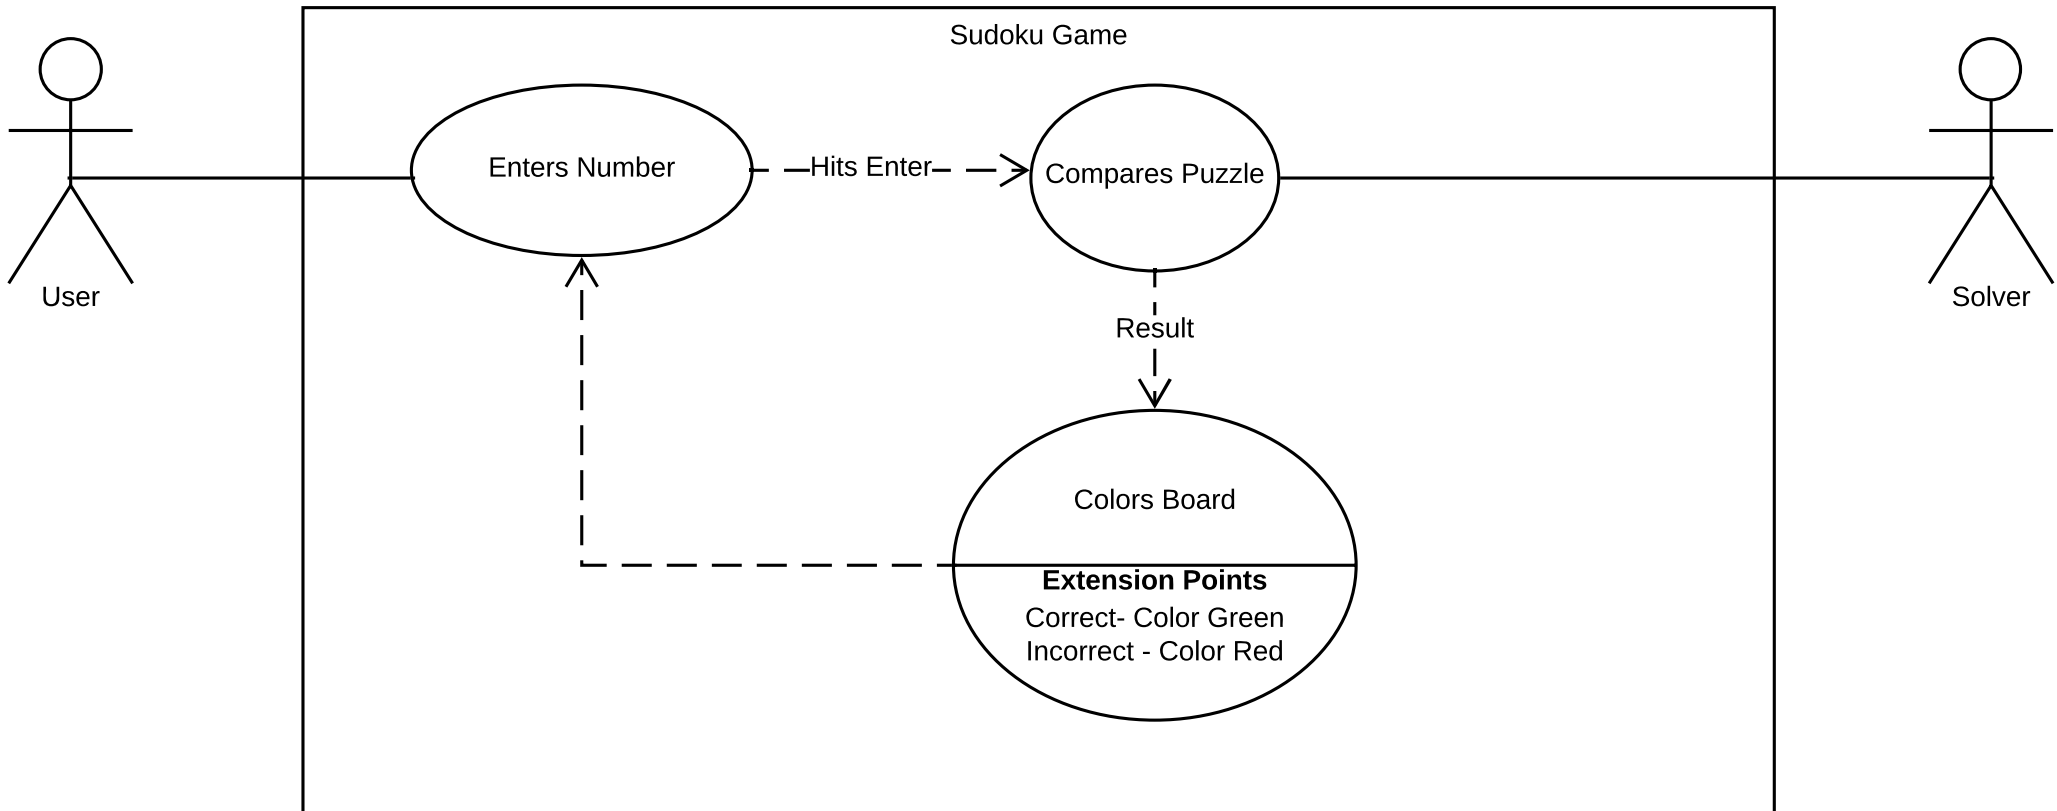 Sudoku Game
Enters Number
Hits Enter
Compares Puzzle
User
Solver
Result
Colors Board
Extension Points
Correct- Color Green
Incorrect - Color Red